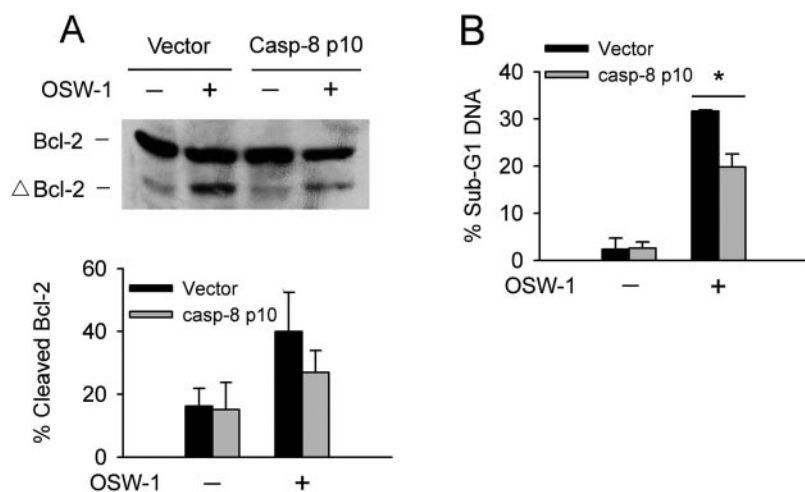 A
Vector Casp-8 p10
OSW-1 — + — +
Bcl-2 –
△Bcl-2 –
60
40
20
0
% Cleaved Bcl-2
Vector
casp-8 p10
OSW-1 — +
B
40
30
20
10
0
% Sub-G1 DNA
Vector
casp-8 p10
*
OSW-1 — +